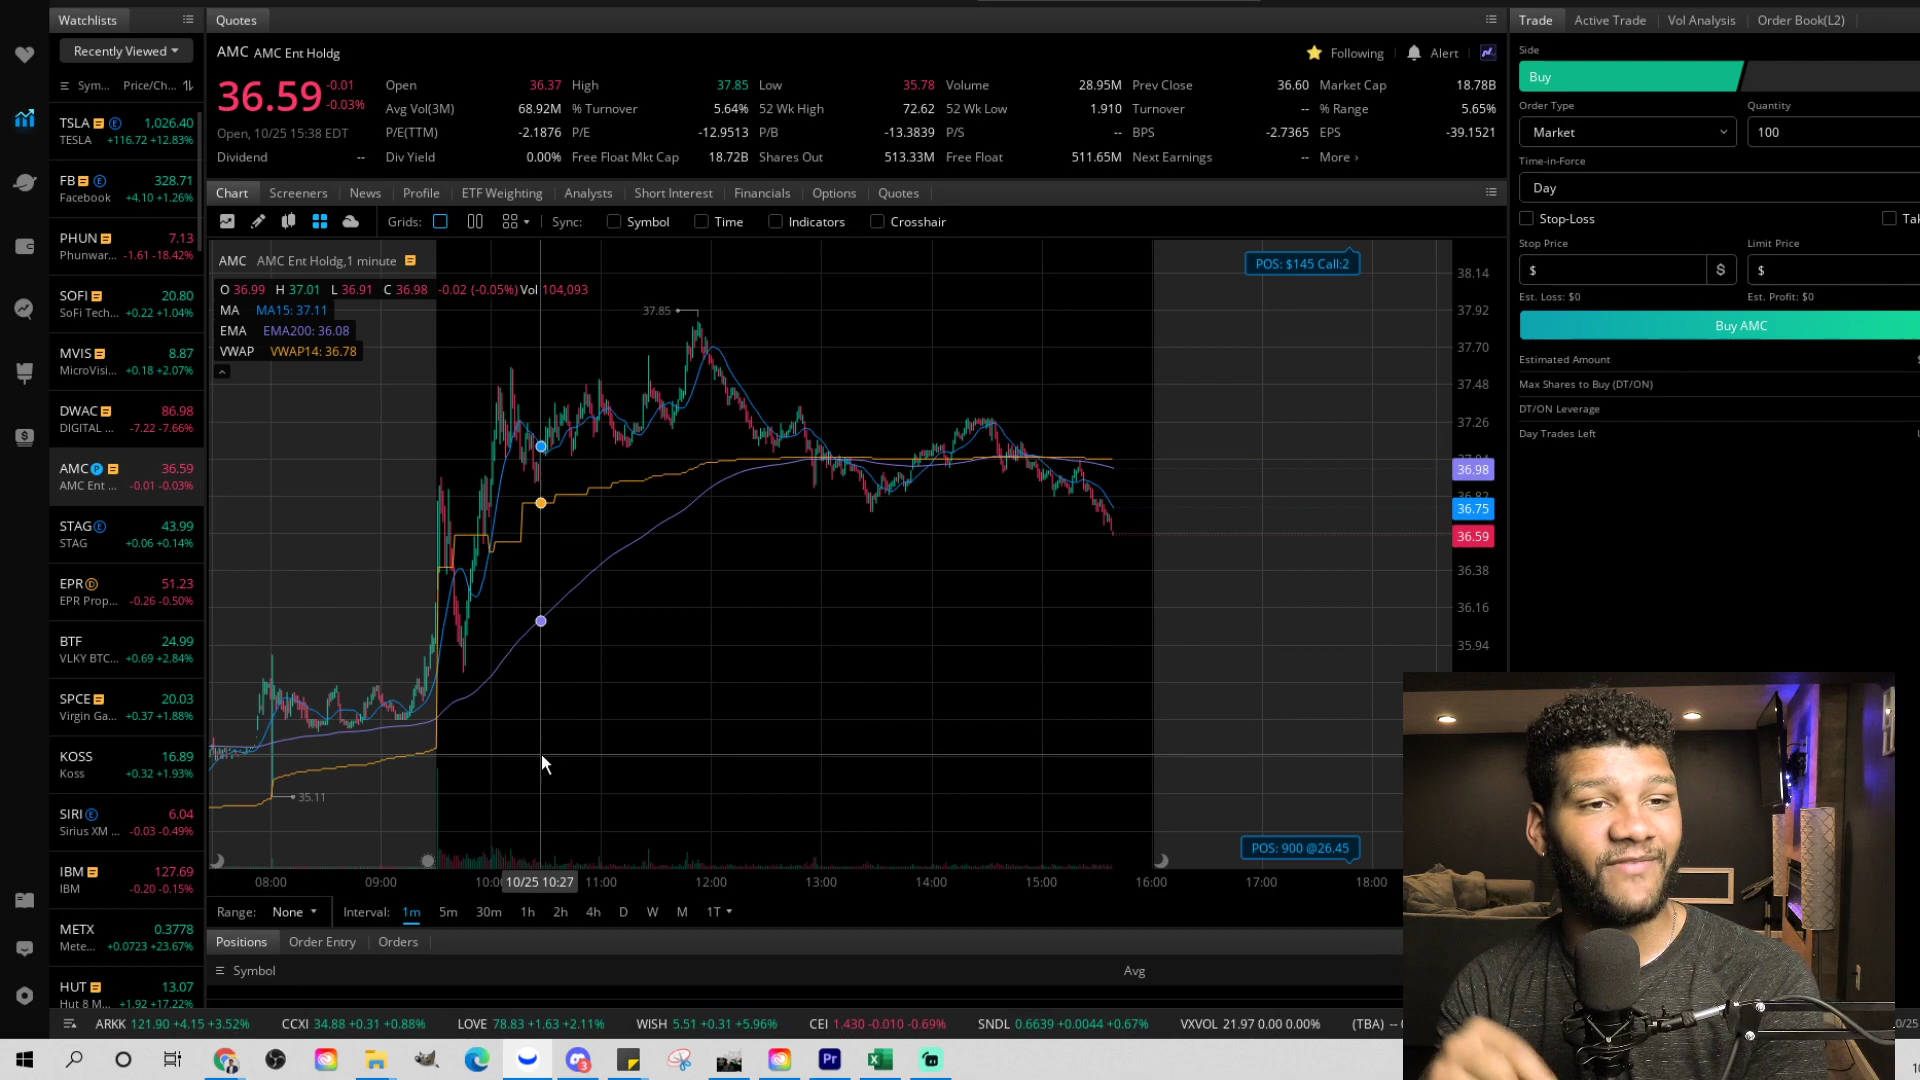 Watchlists
Recently Viewed
Sym... Price/Ch...
TSLA 1,026.40
TESLA +116.72 +12.83%
FB 328.71
Facebook +4.10 +1.26%
PHUN 7.13
Phunwar... -1.61 -18.42%
SOFI 20.80
SoFi Tech... +0.22 +1.04%
MVIS 8.87
MicroVisi... +0.18 +2.07%
DWAC 86.98
DIGITAL ... -7.22 -7.66%
AMC P 36.59
AMC Ent ... -0.01 -0.03%
STAG 43.99
STAG +0.06 +0.14%
EPR 51.23
EPR Prop... -0.26 -0.50%
BTF 24.99
VLKY BTC... +0.69 +2.84%
SPCE 20.03
Virgin Ga... +0.37 +1.88%
KOSS 16.89
Koss +0.32 +1.93%
SIRI 6.04
Sirius XM ... -0.03 -0.49%
IBM 127.69
IBM -0.20 -0.15%
METX 0.3778
Mete... +0.0723 +23.67%
HUT 13.07
Hut 8 M... +1.92 +17.22%
Quotes
AMC AMC Ent Holdg
Following Alert
36.59 -0.01
-0.03%
Open, 10/25 15:38 EDT
Open 36.37 High 37.85 Low 35.78 Volume 28.95M Prev Close 36.60 Market Cap 18.78B
Avg Vol(3M) 68.92M % Turnover 5.64% 52 Wk High 72.62 52 Wk Low 1.910 Turnover -- % Range 5.65%
P/E(TTM) -2.1876 P/E -12.9513 P/B -13.3839 P/S -- BPS -2.7365 EPS -39.1521
Dividend -- Div Yield 0.00% Free Float Mkt Cap 18.72B Shares Out 513.33M Free Float 511.65M Next Earnings -- More ›
Chart Screeners News Profile ETF Weighting Analysts Short Interest Financials Options Quotes
Grids: Sync: Symbol Time Indicators Crosshair
AMC AMC Ent Holdg,1 minute
O 36.99 H 37.01 L 36.91 C 36.98 -0.02 (-0.05%) Vol 104,093
MA MA15: 37.11
EMA EMA200: 36.08
VWAP VWAP14: 36.78
37.85
35.11
POS: $145 Call:2
POS: 900 @26.45
38.14
37.92
37.70
37.48
37.26
36.98
36.75
36.59
36.38
36.16
35.94
08:00 09:00 10/25 10:27 11:00 12:00 13:00 14:00 15:00 16:00 17:00 18:00
Range: None Interval: 1m 5m 30m 1h 2h 4h D W M 1T
Positions Order Entry Orders
Symbol Avg
ARKK 121.90 +4.15 +3.52% CCXI 34.88 +0.31 +0.88% LOVE 78.83 +1.63 +2.11% WISH 5.51 +0.31 +5.96% CEI 1.430 -0.010 -0.69% SNDL 0.6639 +0.0044 +0.67% VXVOL 21.97 0.00 0.00% (TBA) --
Trade Active Trade Vol Analysis Order Book(L2)
Side
Buy
Order Type Quantity
Market 100
Time-in-Force
Day
Stop-Loss
Stop Price Limit Price
$ $ $
Est. Loss: $0 Est. Profit: $0
Buy AMC
Estimated Amount
Max Shares to Buy (DT/ON)
DT/ON Leverage
Day Trades Left
Pr